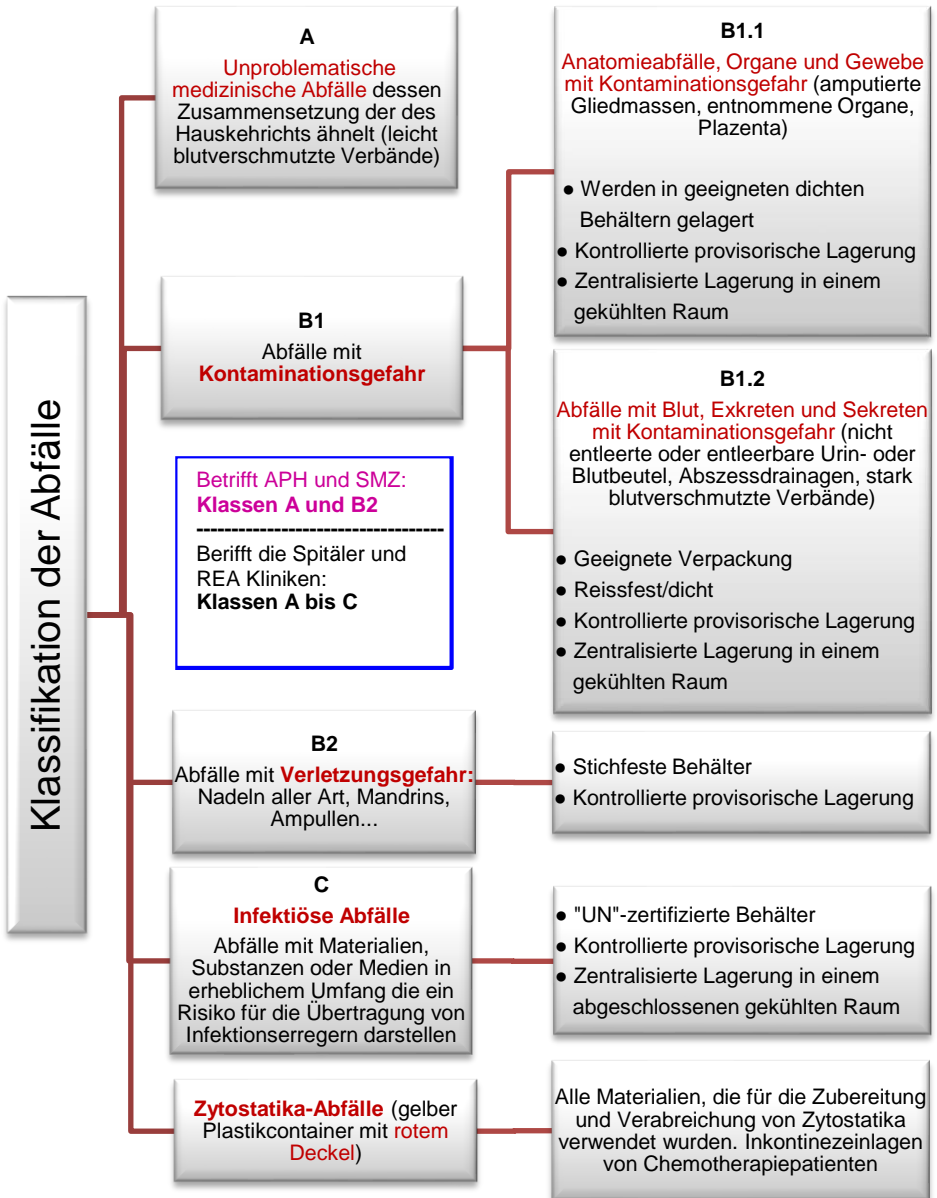 Klassifikation der Abfälle
A
Unproblematische
medizinische Abfälle dessen
Zusammensetzung der des
Hauskehrichts ähnelt (leicht
blutverschmutzte Verbände)
B1
Abfälle mit
Kontaminationsgefahr
B1.1
Anatomieabfälle, Organe und Gewebe
mit Kontaminationsgefahr (amputierte
Gliedmassen, entnommene Organe,
Plazenta)
● Werden in geeigneten dichten
Behältern gelagert
● Kontrollierte provisorische Lagerung
● Zentralisierte Lagerung in einem
gekühlten Raum
B1.2
Abfälle mit Blut, Exkreten und Sekreten
mit Kontaminationsgefahr (nicht
entleerte oder entleerbare Urin- oder
Blutbeutel, Abszessdrainagen, stark
blutverschmutzte Verbände)
● Geeignete Verpackung
● Reissfest/dicht
● Kontrollierte provisorische Lagerung
● Zentralisierte Lagerung in einem
gekühlten Raum
Betrifft APH und SMZ:
Klassen A und B2
-----------------------------------
Berifft die Spitäler und
REA Kliniken:
Klassen A bis C
B2
Abfälle mit Verletzungsgefahr:
Nadeln aller Art, Mandrins,
Ampullen...
● Stichfeste Behälter
● Kontrollierte provisorische Lagerung
C
Infektiöse Abfälle
Abfälle mit Materialien,
Substanzen oder Medien in
erheblichem Umfang die ein
Risiko für die Übertragung von
Infektionserregern darstellen
● "UN"-zertifizierte Behälter
● Kontrollierte provisorische Lagerung
● Zentralisierte Lagerung in einem
abgeschlossenen gekühlten Raum
Zytostatika-Abfälle (gelber
Plastikcontainer mit rotem
Deckel)
Alle Materialien, die für die Zubereitung
und Verabreichung von Zytostatika
verwendet wurden. Inkontinezeinlagen
von Chemotherapiepatienten